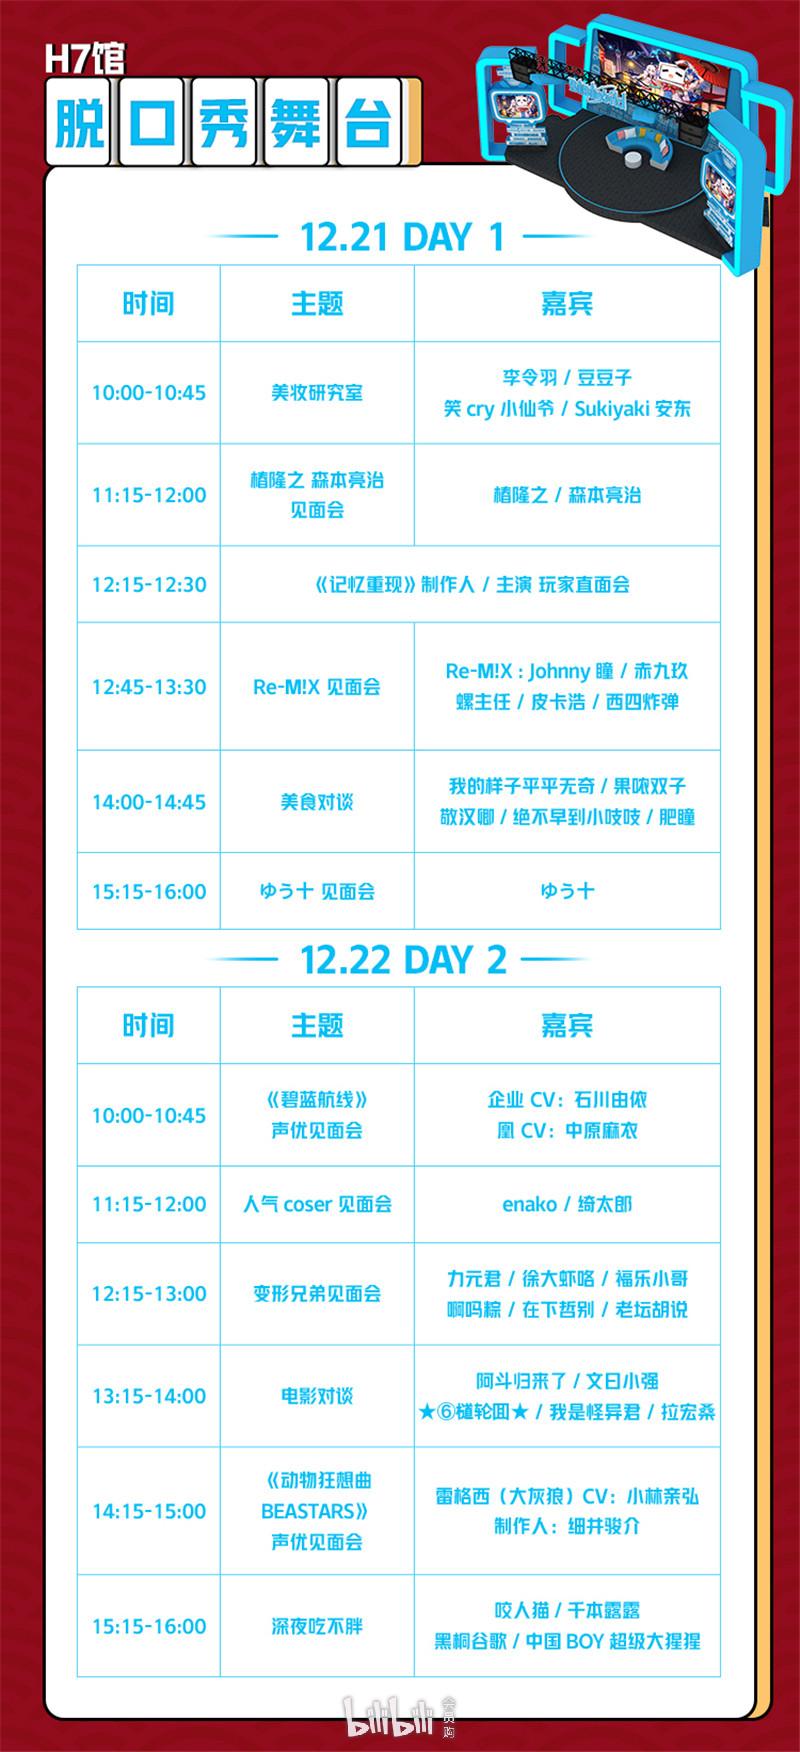 H7馆
脱口秀舞台
12.21 DAY 1
时间 主题 嘉宾
10:00-10:45 美妆研究室 李令羽 / 豆豆子
笑 cry 小仙爷 / Sukiyaki 安东
11:15-12:00 椿隆之 森本亮治
见面会 椿隆之 / 森本亮治
12:15-12:30 《记忆重现》制作人 / 主演 玩家直面会
12:45-13:30 Re-M!X 见面会 Re-M!X : Johnny 瞳 / 赤九玖
螺主任 / 皮卡浩 / 西四炸弹
14:00-14:45 美食对谈 我的样子平平无奇 / 果哝双子
敬汉卿 / 绝不早到小吱吱 / 肥瞳
15:15-16:00 ゆう十 见面会 ゆう十
12.22 DAY 2
时间 主题 嘉宾
10:00-10:45 《碧蓝航线》
声优见面会 企业 CV：石川由依
凰 CV：中原麻衣
11:15-12:00 人气 coser 见面会 enako / 绮太郎
12:15-13:00 变形兄弟见面会 力元君 / 徐大虾咯 / 福乐小哥
啊吗粽 / 在下哲别 / 老坛胡说
13:15-14:00 电影对谈 阿斗归来了 / 文曰小强
★⑥檤轮囬★ / 我是怪异君 / 拉宏桑
14:15-15:00 《动物狂想曲
BEASTARS》
声优见面会 雷格西（大灰狼）CV：小林亲弘
制作人：细井骏介
15:15-16:00 深夜吃不胖 咬人猫 / 千本露露
黑桐谷歌 / 中国 BOY 超级大猩猩
bilibili 会员购